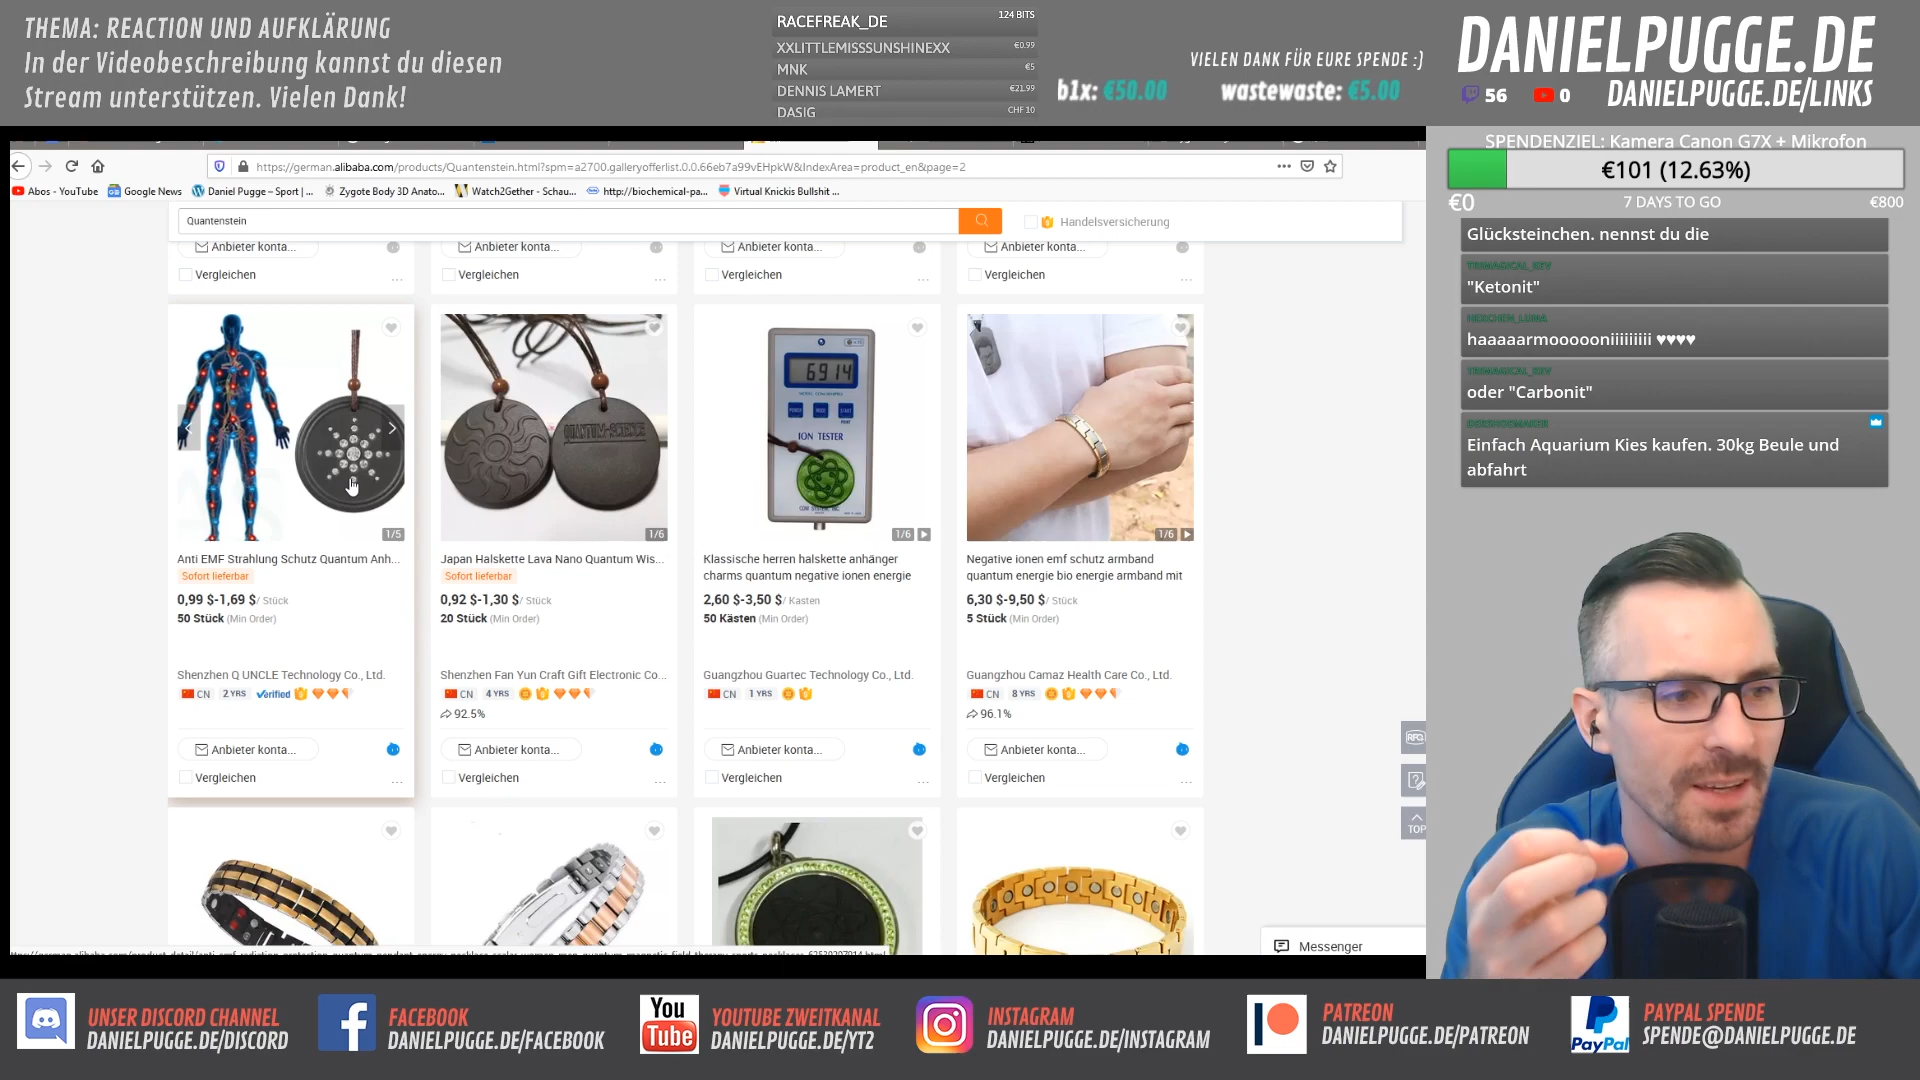 THEMA: REACTION UND AUFKLÄRUNG
In der Videobeschreibung kannst du diesen
Stream unterstützen. Vielen Dank!
RACEFREAK_DE 124 BITS
XXLITTLEMISSSUNSHINEXX €0.99
MNK €5
DENNIS LAMERT €21.99
DASIG CHF 10
VIELEN DANK FÜR EURE SPENDE :)
b1x: €50.00 wastewaste: €5.00
DANIELPUGGE.DE
56 0 DANIELPUGGE.DE/LINKS
https://german.alibaba.com/products/Quantenstein.html?spm=a2700.galleryofferlist.0.0.66eb7a99vEHpkW&IndexArea=product_en&page=2
Abos - YouTube Google News Daniel Pugge – Sport | ... Zygote Body 3D Anato... Watch2Gether - Schau... http://biochemical-pa... Virtual Knickis Bullshit ...
Quantenstein
Handelsversicherung
Anbieter konta... Anbieter konta... Anbieter konta... Anbieter konta...
Vergleichen ... Vergleichen ... Vergleichen ... Vergleichen ...
QUANTUM-SCIENCE
6914
POWER MODE START
ION TESTER
1/5 1/6 1/6 1/6
Anti EMF Strahlung Schutz Quantum Anh...
Sofort lieferbar
0,99 $-1,69 $/ Stück
50 Stück (Min Order)
Shenzhen Q UNCLE Technology Co., Ltd.
CN 2 YRS Verified
Anbieter konta...
Vergleichen ...
Japan Halskette Lava Nano Quantum Wis...
Sofort lieferbar
0,92 $-1,30 $/ Stück
20 Stück (Min Order)
Shenzhen Fan Yun Craft Gift Electronic Co...
CN 4 YRS
92.5%
Anbieter konta...
Vergleichen ...
Klassische herren halskette anhänger
charms quantum negative ionen energie
2,60 $-3,50 $/ Kasten
50 Kästen (Min Order)
Guangzhou Guartec Technology Co., Ltd.
CN 1 YRS
Anbieter konta...
Vergleichen ...
Negative ionen emf schutz armband
quantum energie bio energie armband mit
6,30 $-9,50 $/ Stück
5 Stück (Min Order)
Guangzhou Camaz Health Care Co., Ltd.
CN 8 YRS
96.1%
Anbieter konta...
Vergleichen ...
RFQ
TOP
Messenger
SPENDENZIEL: Kamera Canon G7X + Mikrofon
€101 (12.63%)
€0 7 DAYS TO GO €800
Glücksteinchen. nennst du die
TRIMAGICAL_KEV
"Ketonit"
HEXCHEN_LUNA
haaaaarmoooooniiiiiiiii ♥♥♥♥
TRIMAGICAL_KEV
oder "Carbonit"
Einfach Aquarium Kies kaufen. 30kg Beule und
abfahrt
UNSER DISCORD CHANNEL
DANIELPUGGE.DE/DISCORD
FACEBOOK
DANIELPUGGE.DE/FACEBOOK
You
Tube
YOUTUBE ZWEITKANAL
DANIELPUGGE.DE/YT2
INSTAGRAM
DANIELPUGGE.DE/INSTAGRAM
PATREON
DANIELPUGGE.DE/PATREON
PayPal
PAYPAL SPENDE
SPENDE@DANIELPUGGE.DE